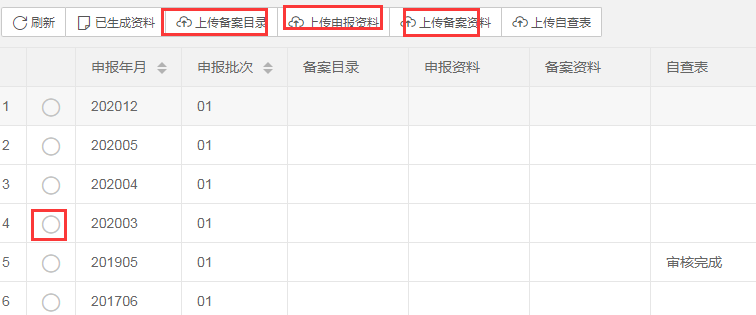 刷新 已生成资料 上传备案目录 上传申报资料 上传备案资料 上传自查表
申报年月 申报批次 备案目录 申报资料 备案资料 自查表
1 202012 01
2 202005 01
3 202004 01
4 202003 01
5 201905 01 审核完成
6 201706 01